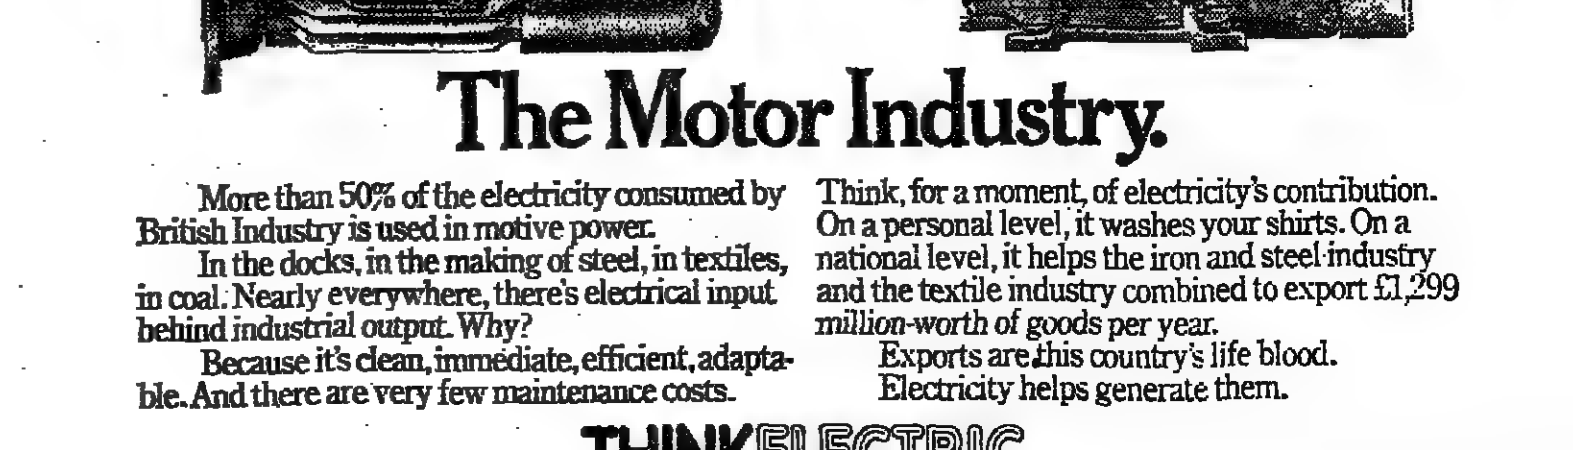 The Motor Industry.
More than 50% of the electricity consumed by
British Industry is used in motive power.
In the docks, in the making of steel, in textiles,
in coal. Nearly everywhere, there's electrical input
behind industrial output. Why?
Because it's clean, immediate, efficient, adapta-
ble. And there are very few maintenance costs.
Think, for a moment, of electricity's contribution.
On a personal level, it washes your shirts. On a
national level, it helps the iron and steel industry
and the textile industry combined to export £1,299
million-worth of goods per year.
Exports are this country's life blood.
Electricity helps generate them.
THINKELECTRIC